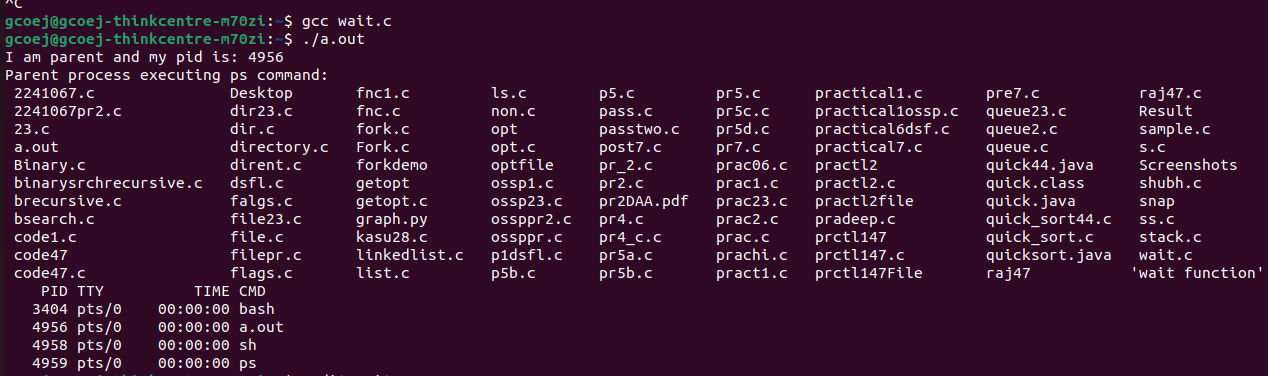 ^C
gcoej@gcoej-thinkcentre-m70zi:~$ gcc wait.c
gcoej@gcoej-thinkcentre-m70zi:~$ ./a.out
I am parent and my pid is: 4956
Parent process executing ps command:
2241067.c Desktop fnc1.c ls.c p5.c pr5.c practical1.c pre7.c raj47.c
2241067pr2.c dir23.c fnc.c non.c pass.c pr5c.c practical1ossp.c queue23.c Result
23.c dir.c fork.c opt passtwo.c pr5d.c practical6dsf.c queue2.c sample.c
a.out directory.c Fork.c opt.c post7.c pr7.c practical7.c queue.c s.c
Binary.c dirent.c forkdemo optfile pr_2.c prac06.c practl2 quick44.java Screenshots
binarysrchrecursive.c dsfl.c getopt ossp1.c pr2.c prac1.c practl2.c quick.class shubh.c
brecursive.c falgs.c getopt.c ossp23.c pr2DAA.pdf prac23.c practl2file quick.java snap
bsearch.c file23.c graph.py ossppr2.c pr4.c prac2.c pradeep.c quick_sort44.c ss.c
code1.c file.c kasu28.c ossppr.c pr4_c.c prac.c prctl147 quick_sort.c stack.c
code47 filepr.c linkedlist.c p1dsfl.c pr5a.c prachi.c prctl147.c quicksort.java wait.c
code47.c flags.c list.c p5b.c pr5b.c pract1.c prctl147File raj47 'wait function'
PID TTY TIME CMD
3404 pts/0 00:00:00 bash
4956 pts/0 00:00:00 a.out
4958 pts/0 00:00:00 sh
4959 pts/0 00:00:00 ps